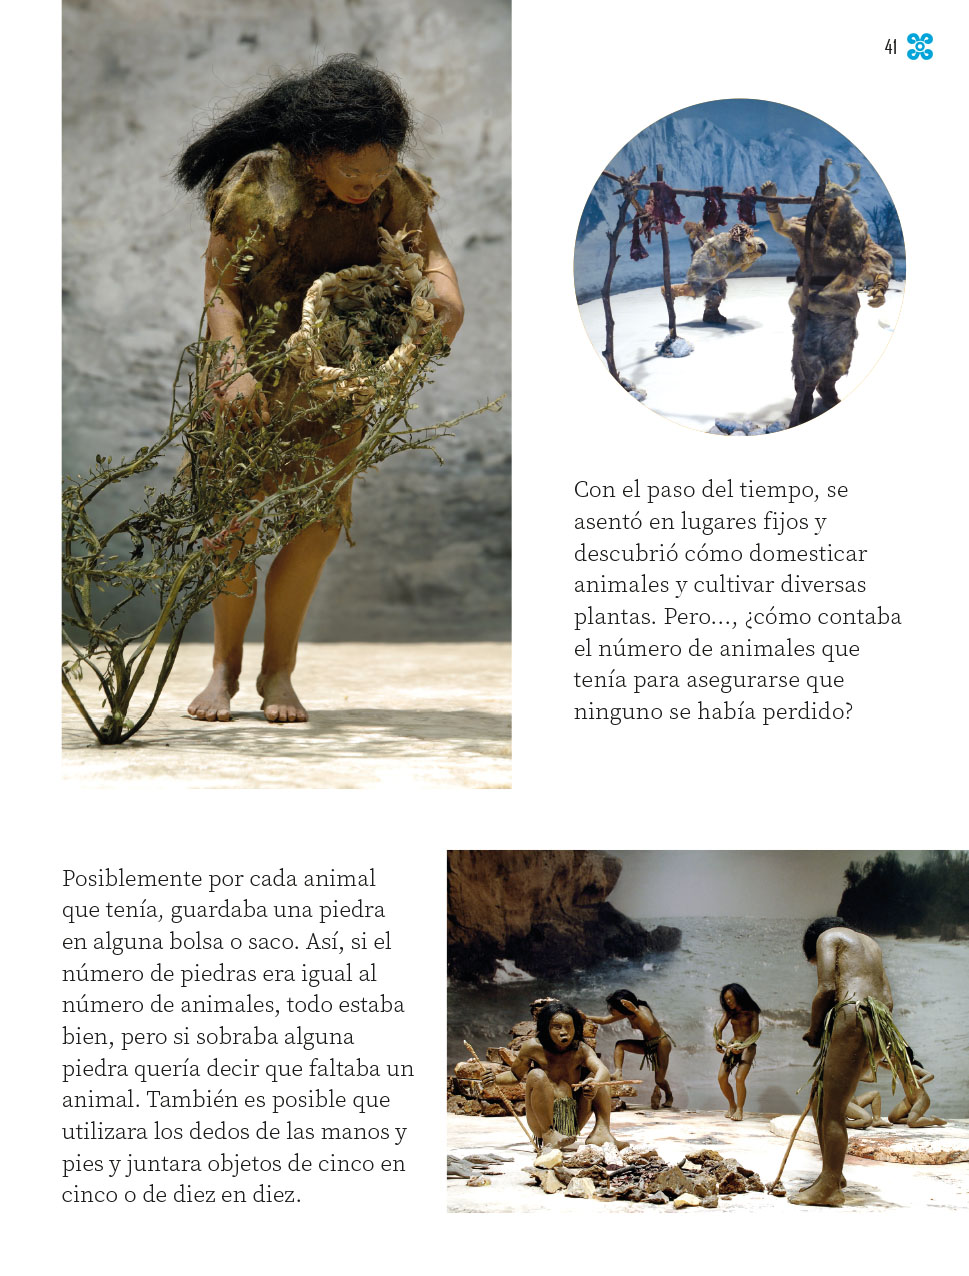 41
Con el paso del tiempo, se
asentó en lugares fijos y
descubrió cómo domesticar
animales y cultivar diversas
plantas. Pero..., ¿cómo contaba
el número de animales que
tenía para asegurarse que
ninguno se había perdido?
Posiblemente por cada animal
que tenía, guardaba una piedra
en alguna bolsa o saco. Así, si el
número de piedras era igual al
número de animales, todo estaba
bien, pero si sobraba alguna
piedra quería decir que faltaba un
animal. También es posible que
utilizara los dedos de las manos y
pies y juntara objetos de cinco en
cinco o de diez en diez.